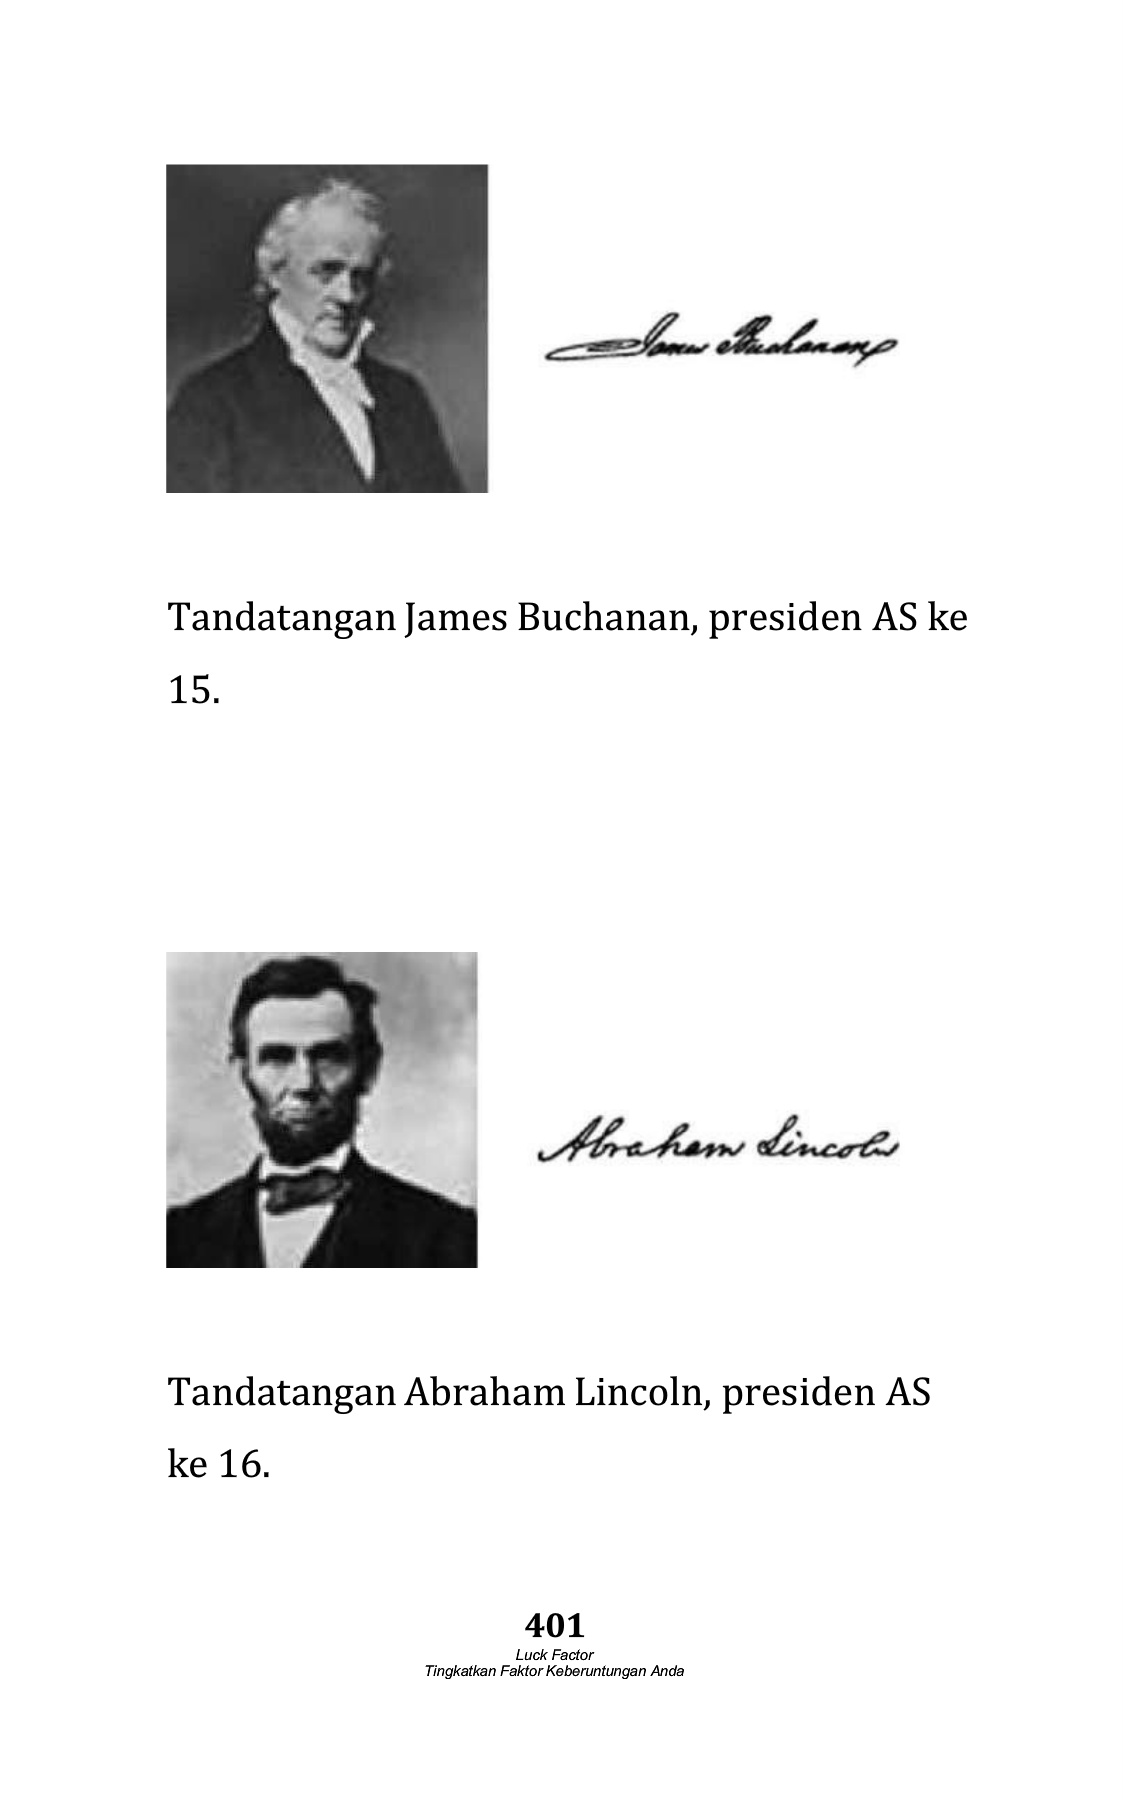 James Buchanan
Tandatangan James Buchanan, presiden AS ke
15.
Abraham Lincoln
Tandatangan Abraham Lincoln, presiden AS
ke 16.
401
Luck Factor
Tingkatkan Faktor Keberuntungan Anda